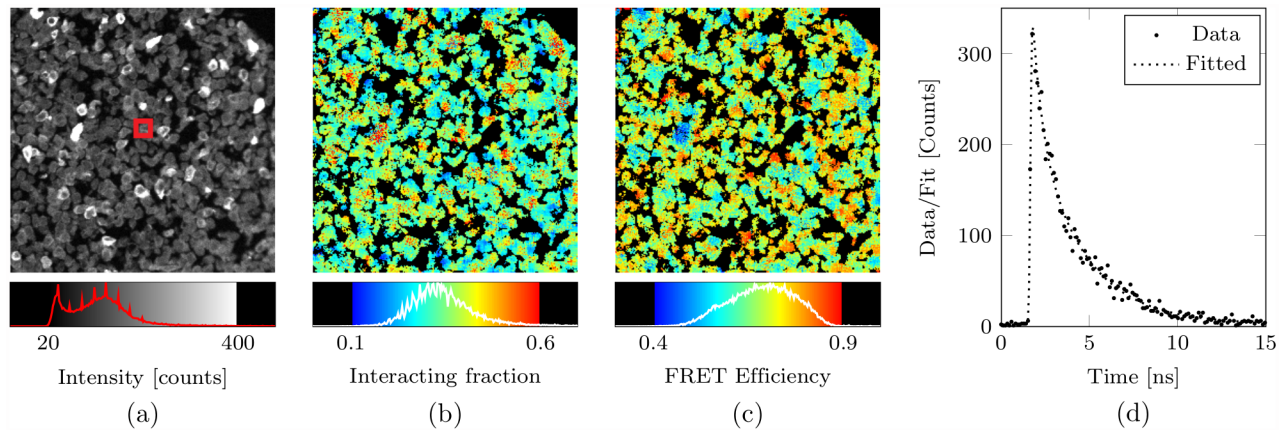 20 400
Intensity [counts]
(a)
0.1 0.6
Interacting fraction
(b)
0.4 0.9
FRET Efficiency
(c)
Data/Fit [Counts]
300
200
100
0
Data
Fitted
0 5 10 15
Time [ns]
(d)